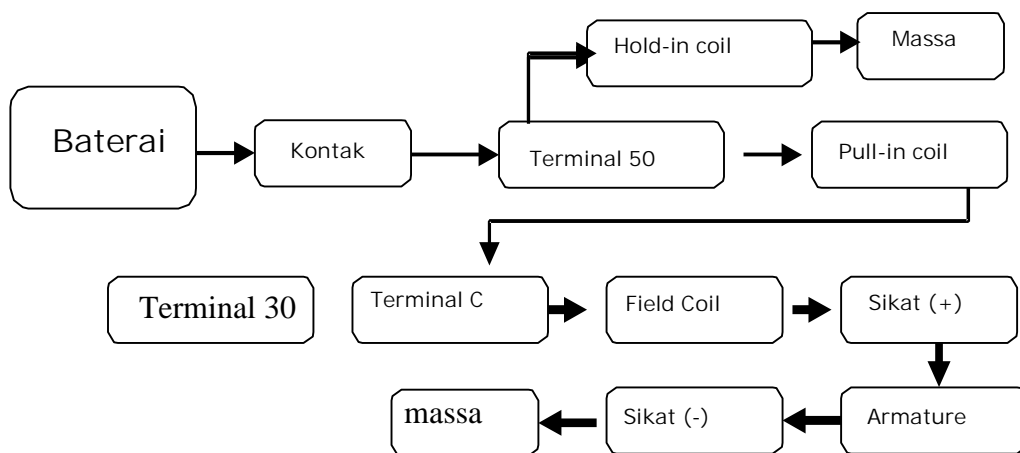 Hold-in coil
Massa
Baterai
Kontak
Terminal 50
Pull-in coil
Terminal 30
Terminal C
Field Coil
Sikat (+)
massa
Sikat (-)
Armature